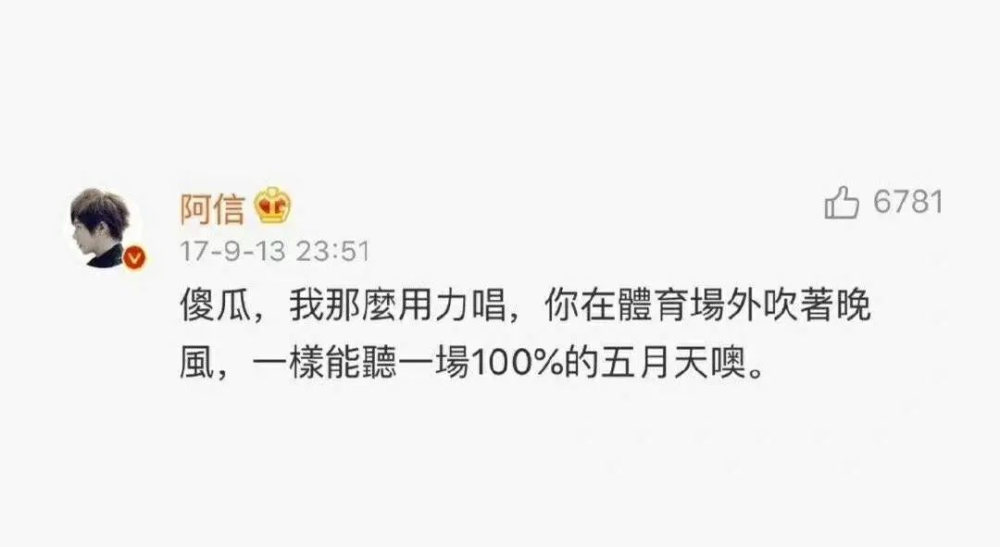 阿信
6781
17-9-13 23:51
傻瓜，我那麼用力唱，你在體育場外吹著晚
風，一樣能聽一場100%的五月天噢。